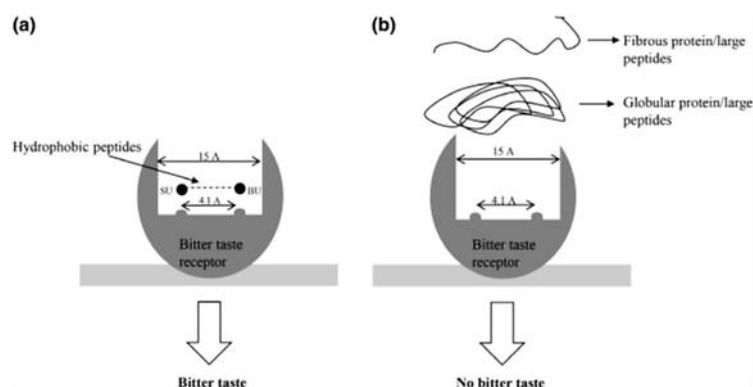 (a)
Hydrophobic peptides
15 A
SU
BU
4.1 A
Bitter taste
receptor
Bitter taste
(b)
Fibrous protein/large
peptides
Globular protein/large
peptides
15 A
4.1 A
Bitter taste
receptor
No bitter taste